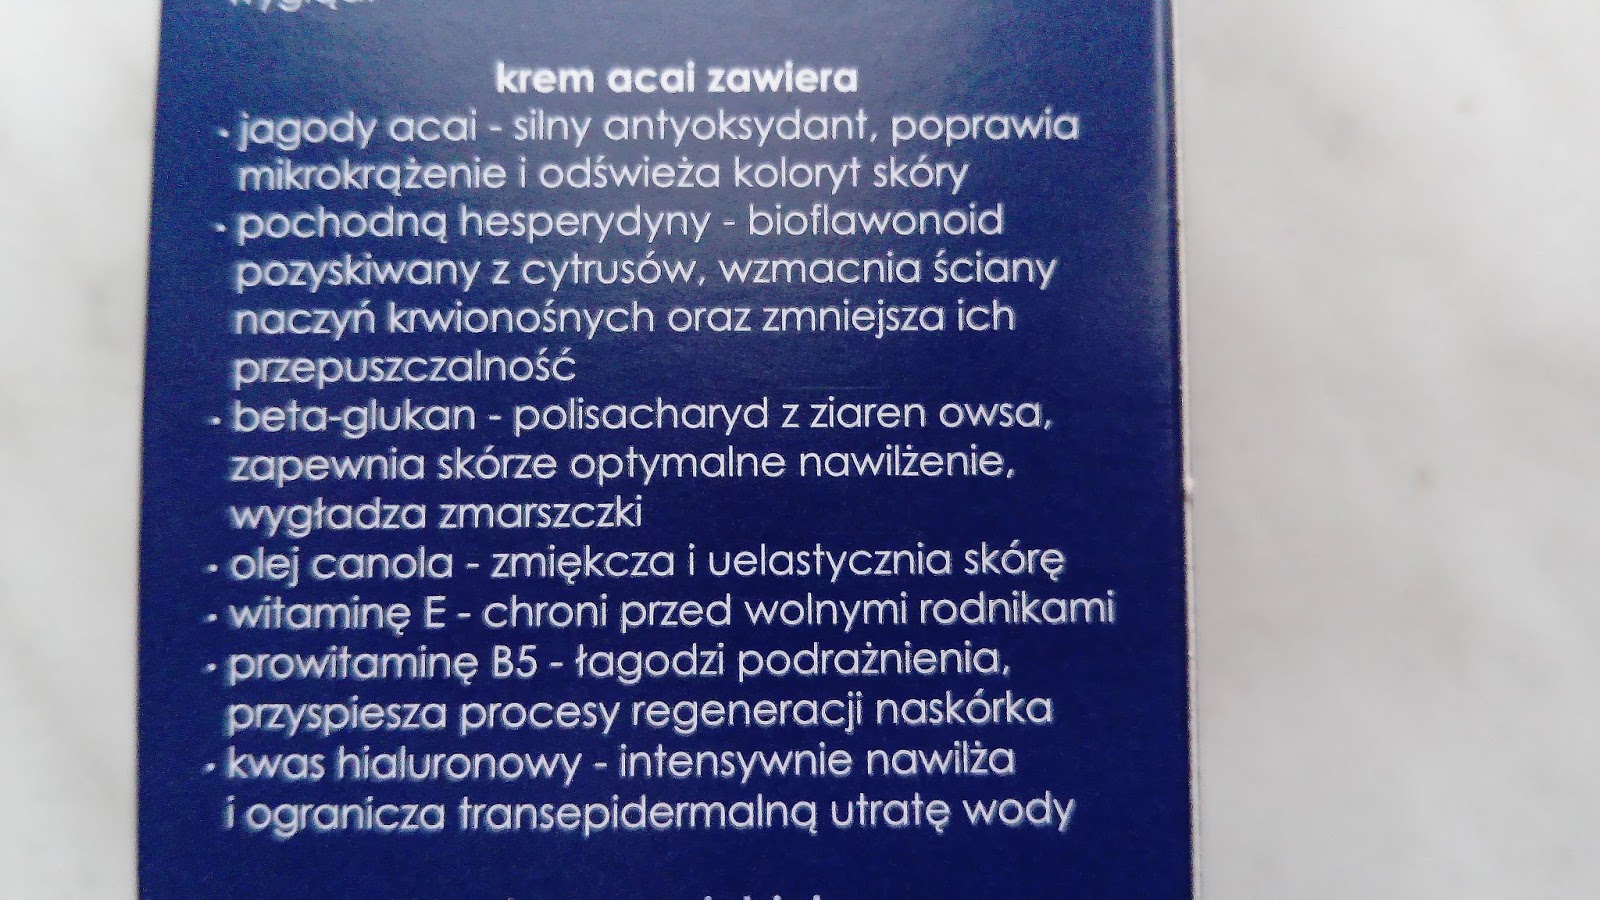 krem acai zawiera
• jagody acai - silny antyoksydant, poprawia
mikrokrążenie i odświeża koloryt skóry
• pochodną hesperydyny - bioflawonoid
pozyskiwany z cytrusów, wzmacnia ściany
naczyń krwionośnych oraz zmniejsza ich
przepuszczalność
• beta-glukan - polisacharyd z ziaren owsa,
zapewnia skórze optymalne nawilżenie,
wygładza zmarszczki
• olej canola - zmiękcza i uelastycznia skórę
• witaminę E - chroni przed wolnymi rodnikami
• prowitaminę B5 - łagodzi podrażnienia,
przyspiesza procesy regeneracji naskórka
• kwas hialuronowy - intensywnie nawilża
i ogranicza transepidermalną utratę wody